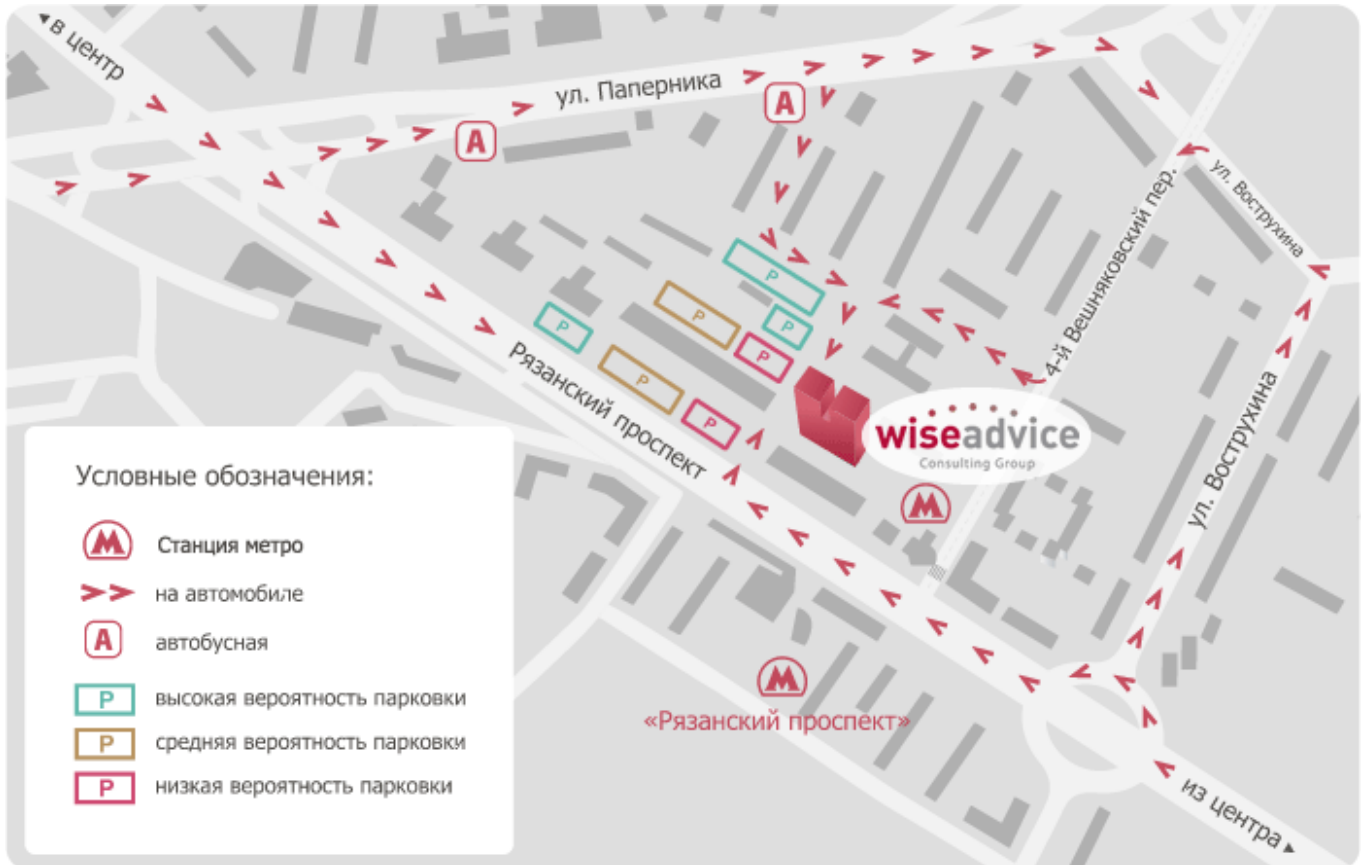 в центр
ул. Паперника
А
А
ул. Вострухина
4-й Вешняковский пер.
Р
Р
Р
Р
Р
Р
Р
Рязанский проспект
wiseadvice
Consulting Group
М
ул. Вострухина
М
«Рязанский проспект»
из центра
Условные обозначения:
М Станция метро
на автомобиле
А автобусная
Р высокая вероятность парковки
Р средняя вероятность парковки
Р низкая вероятность парковки